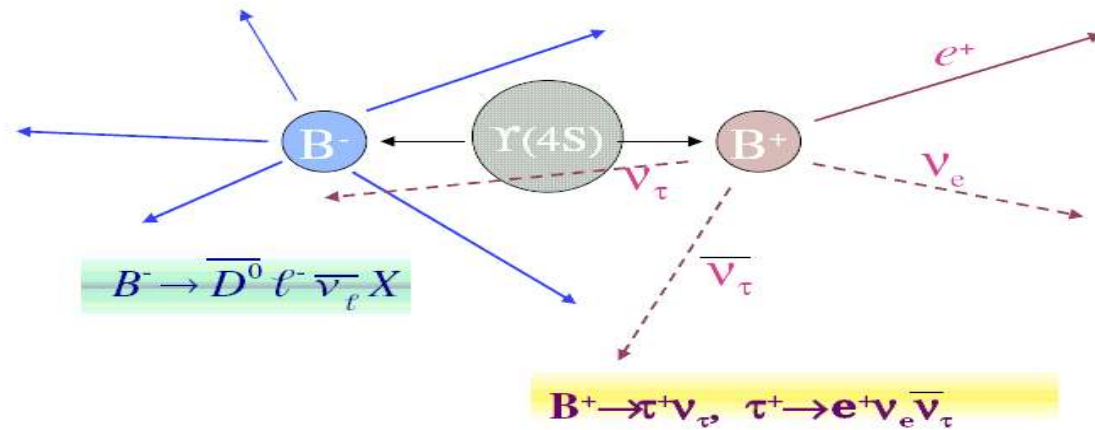 e⁺
B⁻ ϒ(4S) B⁺
ν_τ ν_e
ν̅_τ
B⁻ → D̅⁰ ℓ⁻ ν̅_ℓ X
B⁺→τ⁺ν_τ, τ⁺→e⁺ν_eν̅_τ